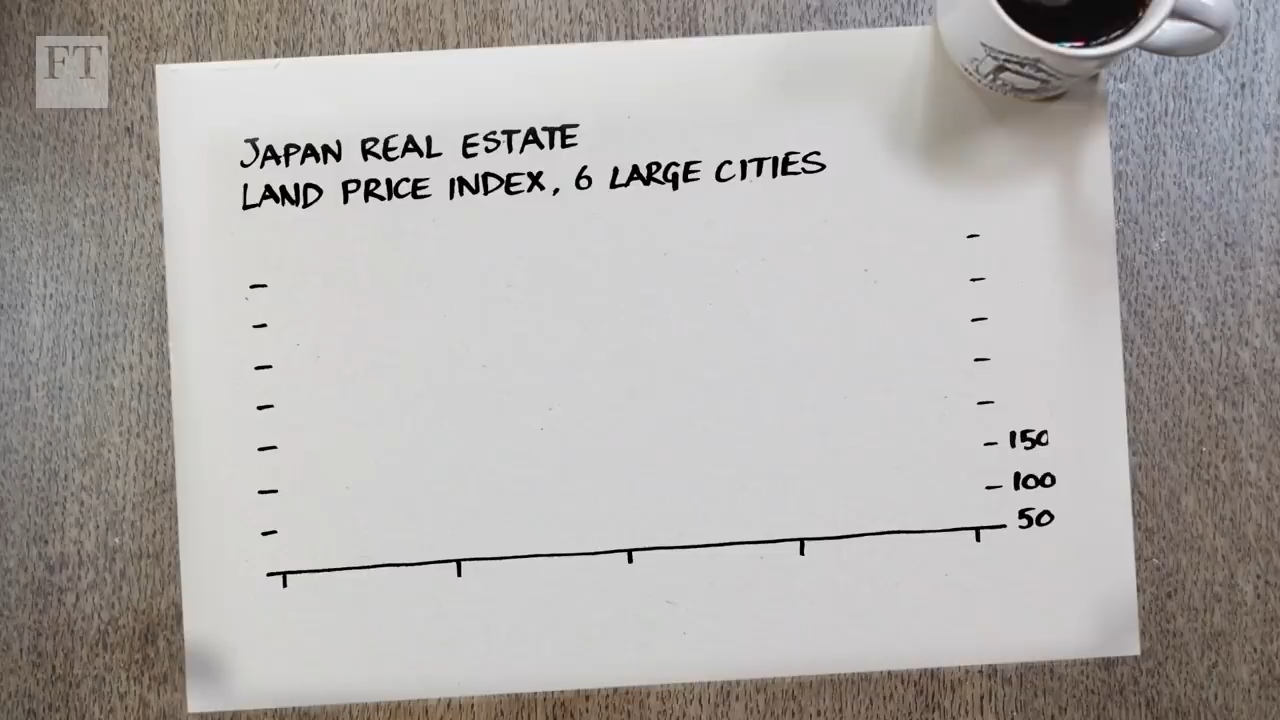 FT
JAPAN REAL ESTATE
LAND PRICE INDEX, 6 LARGE CITIES
150
100
50